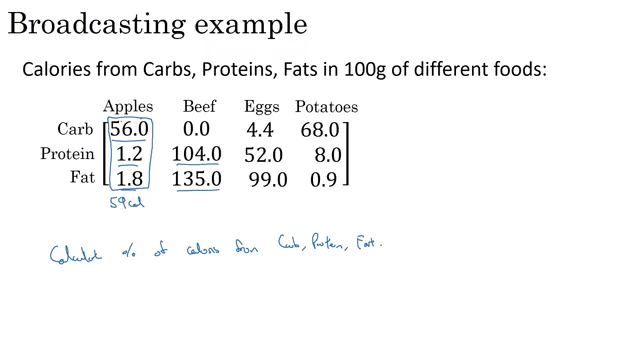 Broadcasting example
Calories from Carbs, Proteins, Fats in 100g of different foods:
Apples Beef Eggs Potatoes
Carb 56.0 0.0 4.4 68.0
Protein 1.2 104.0 52.0 8.0
Fat 1.8 135.0 99.0 0.9
59 cal
Calculate % of calories from Carb, Protein, Fat.